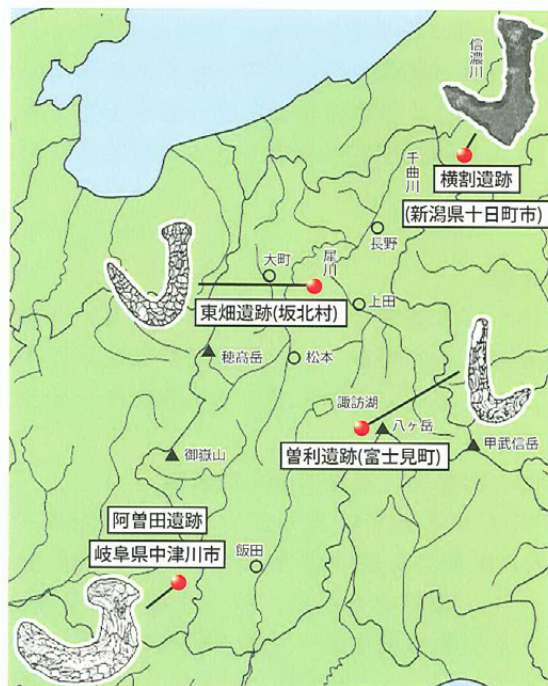 信濃川
千曲川
横割遺跡
(新潟県十日町市)
長野
大町
犀川
上田
東畑遺跡(坂北村)
穂高岳
松本
諏訪湖
八ヶ岳
甲武信岳
曽利遺跡(富士見町)
御嶽山
阿曽田遺跡
岐阜県中津川市
飯田